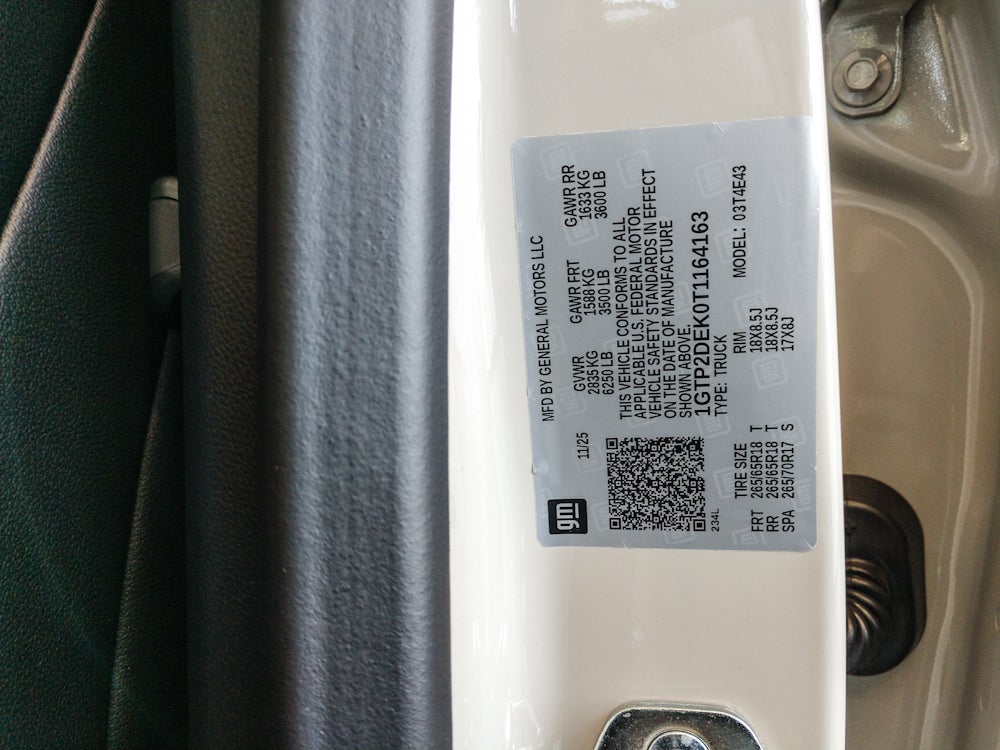 gm
MFD BY GENERAL MOTORS LLC
11/25 GVWR GAWR FRT GAWR RR
2835 KG 1588 KG 1633 KG
6250 LB 3500 LB 3600 LB
THIS VEHICLE CONFORMS TO ALL
APPLICABLE U.S. FEDERAL MOTOR
VEHICLE SAFETY STANDARDS IN EFFECT
ON THE DATE OF MANUFACTURE
SHOWN ABOVE.
1GTP2DEK0T1164163
234L TYPE: TRUCK MODEL: 03T4E43
TIRE SIZE RIM
FRT 265/65R18 T 18X8.5J
RR 265/65R18 T 18X8.5J
SPA 265/70R17 S 17X8J